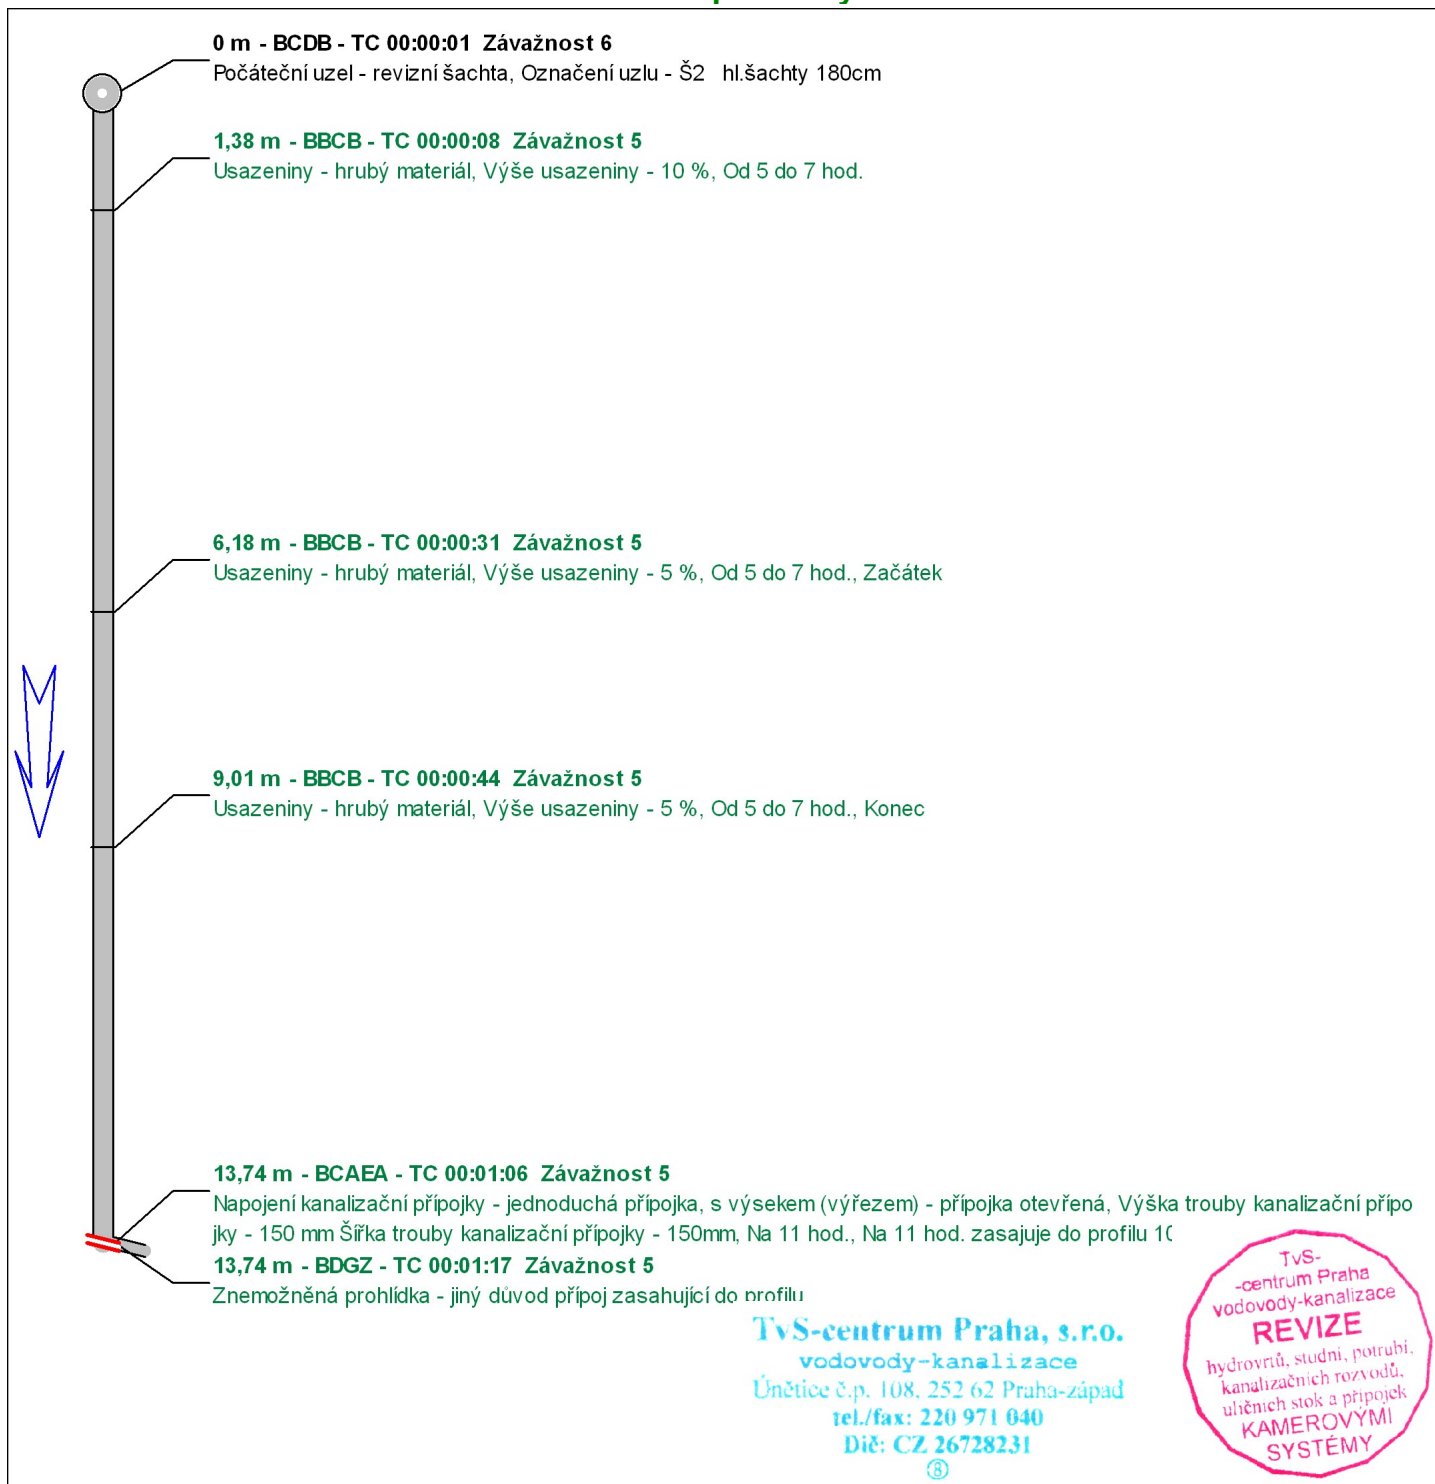 0 m - BCDB - TC 00:00:01 Závažnost 6
Počáteční uzel - revizní šachta, Označení uzlu - Š2 hl.šachty 180cm
1,38 m - BBCB - TC 00:00:08 Závažnost 5
Usazeniny - hrubý materiál, Výše usazeniny - 10 %, Od 5 do 7 hod.
6,18 m - BBCB - TC 00:00:31 Závažnost 5
Usazeniny - hrubý materiál, Výše usazeniny - 5 %, Od 5 do 7 hod., Začátek
9,01 m - BBCB - TC 00:00:44 Závažnost 5
Usazeniny - hrubý materiál, Výše usazeniny - 5 %, Od 5 do 7 hod., Konec
13,74 m - BCAEA - TC 00:01:06 Závažnost 5
Napojení kanalizační přípojky - jednoduchá přípojka, s výsekem (výřezem) - přípojka otevřená, Výška trouby kanalizační přípo
jky - 150 mm Šířka trouby kanalizační přípojky - 150mm, Na 11 hod., Na 11 hod. zasajuje do profilu
13,74 m - BDGZ - TC 00:01:17 Závažnost 5
Znemožněná prohlídka - jiný důvod přípoj zasahující do profilu
TvS-centrum Praha, s.r.o.
vodovody-kanalizace
Únětice č.p. 108, 252 62 Praha-západ
tel./fax: 220 971 040
Dič: CZ 26728231
8
TvS-
-centrum Praha
vodovody-kanalizace
REVIZE
hydrovrtů, studní, potrubí,
kanalizačních rozvodů,
uličních stok a přípojek
KAMEROVÝMI
SYSTÉMY